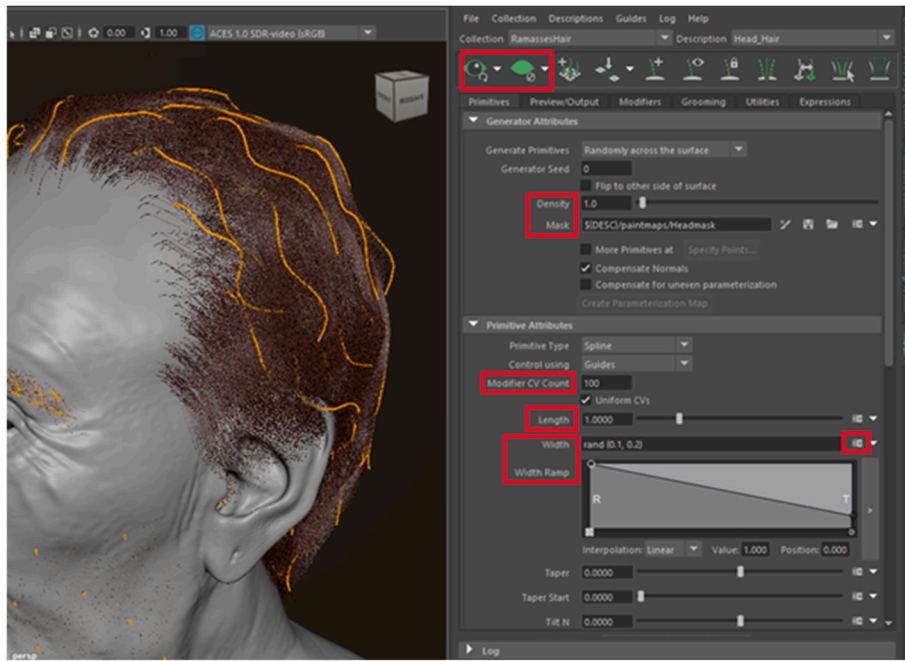 File Collection Descriptions Guides Log Help
0.00 1.00 ACES 1.0 SDR-video (sRGB)
Collection RamassesHair Description Head_Hair
RIGHT
Primitives Preview/Output Modifiers Grooming Utilities Expressions
Generator Attributes
Generate Primitives Randomly across the surface
Generator Seed 0
Flip to other side of surface
Density 1.0
Mask ${DESC}/paintmaps/Headmask
More Primitives at Specify Points...
Compensate Normals
Compensate for uneven parameterization
Create Parameterization Map
Primitive Attributes
Primitive Type Spline
Control using Guides
Modifier CV Count 100
Uniform CVs
Length 1.0000
Width rand (0.1, 0.2)
Width Ramp
R T
>
Interpolation: Linear Value: 1.000 Position: 0.000
Taper 0.0000
Taper Start 0.0000
Tilt N 0.0000
persp
Log